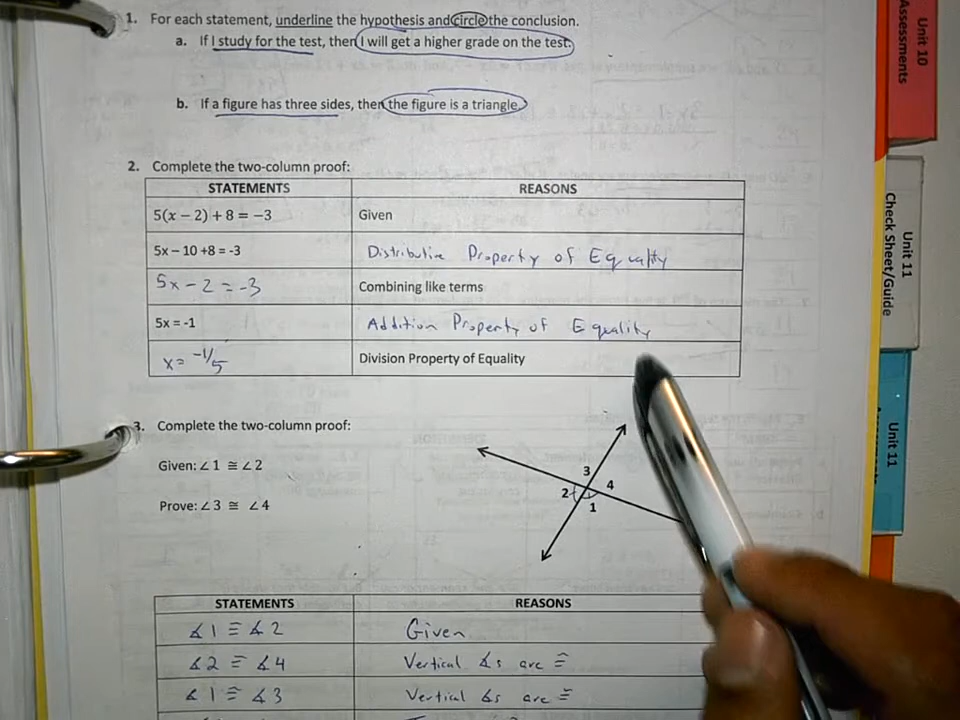 1. For each statement, underline the hypothesis and circle the conclusion.
a. If I study for the test, then I will get a higher grade on the test.
b. If a figure has three sides, then the figure is a triangle
2. Complete the two-column proof:
STATEMENTS REASONS
5(x − 2) + 8 = −3 Given
5x − 10 +8 = -3 Distributive Property of Equality
5x − 2 = -3 Combining like terms
5x = -1 Addition Property of Equality
x = -1/5 Division Property of Equality
3. Complete the two-column proof:
Given: ∠1 ≅ ∠2
Prove: ∠3 ≅ ∠4
3
4
2
1
STATEMENTS REASONS
∡1 ≅ ∡2 Given
∡2 ≅ ∡4 Vertical ∡s are ≅
∡1 ≅ ∡3 Vertical ∡s are ≅
Unit 10
Assessments
Unit 11
Check Sheet/Guide
Unit 11